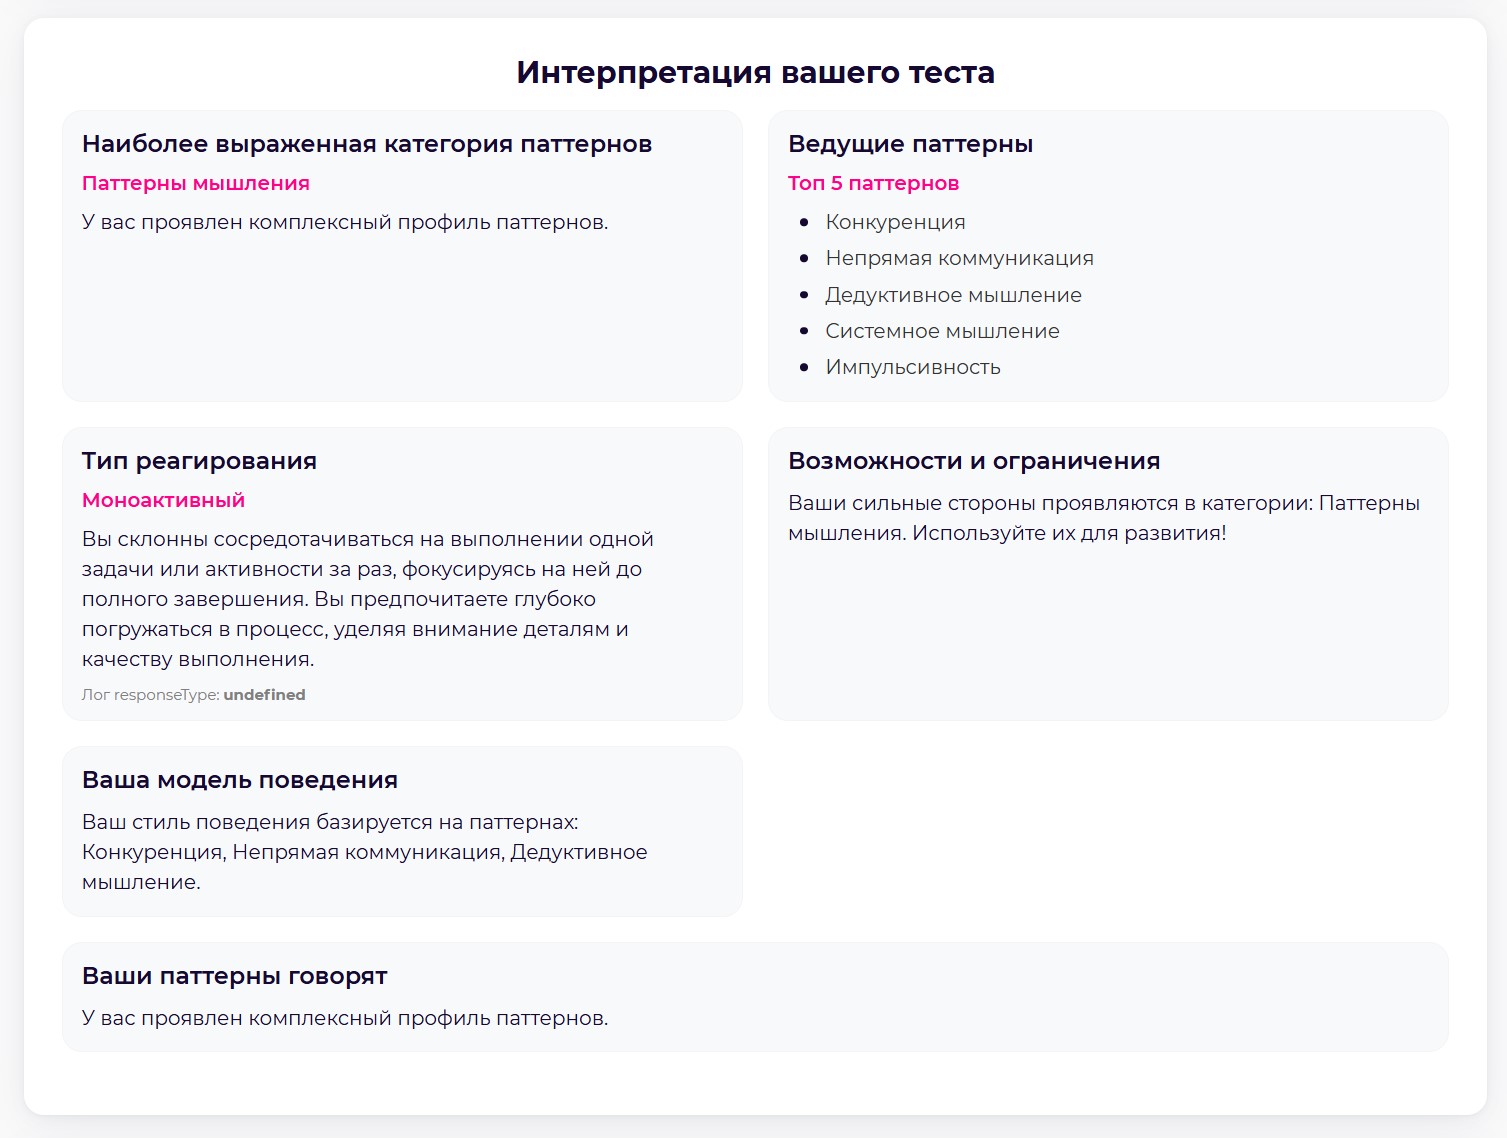 Интерпретация вашего теста
Наиболее выраженная категория паттернов
Паттерны мышления
У вас проявлен комплексный профиль паттернов.
Ведущие паттерны
Топ 5 паттернов
Конкуренция
Непрямая коммуникация
Дедуктивное мышление
Системное мышление
Импульсивность
Тип реагирования
Моноактивный
Вы склонны сосредотачиваться на выполнении одной
задачи или активности за раз, фокусируясь на ней до
полного завершения. Вы предпочитаете глубоко
погружаться в процесс, уделяя внимание деталям и
качеству выполнения.
Лог responseType: undefined
Возможности и ограничения
Ваши сильные стороны проявляются в категории: Паттерны
мышления. Используйте их для развития!
Ваша модель поведения
Ваш стиль поведения базируется на паттернах:
Конкуренция, Непрямая коммуникация, Дедуктивное
мышление.
Ваши паттерны говорят
У вас проявлен комплексный профиль паттернов.